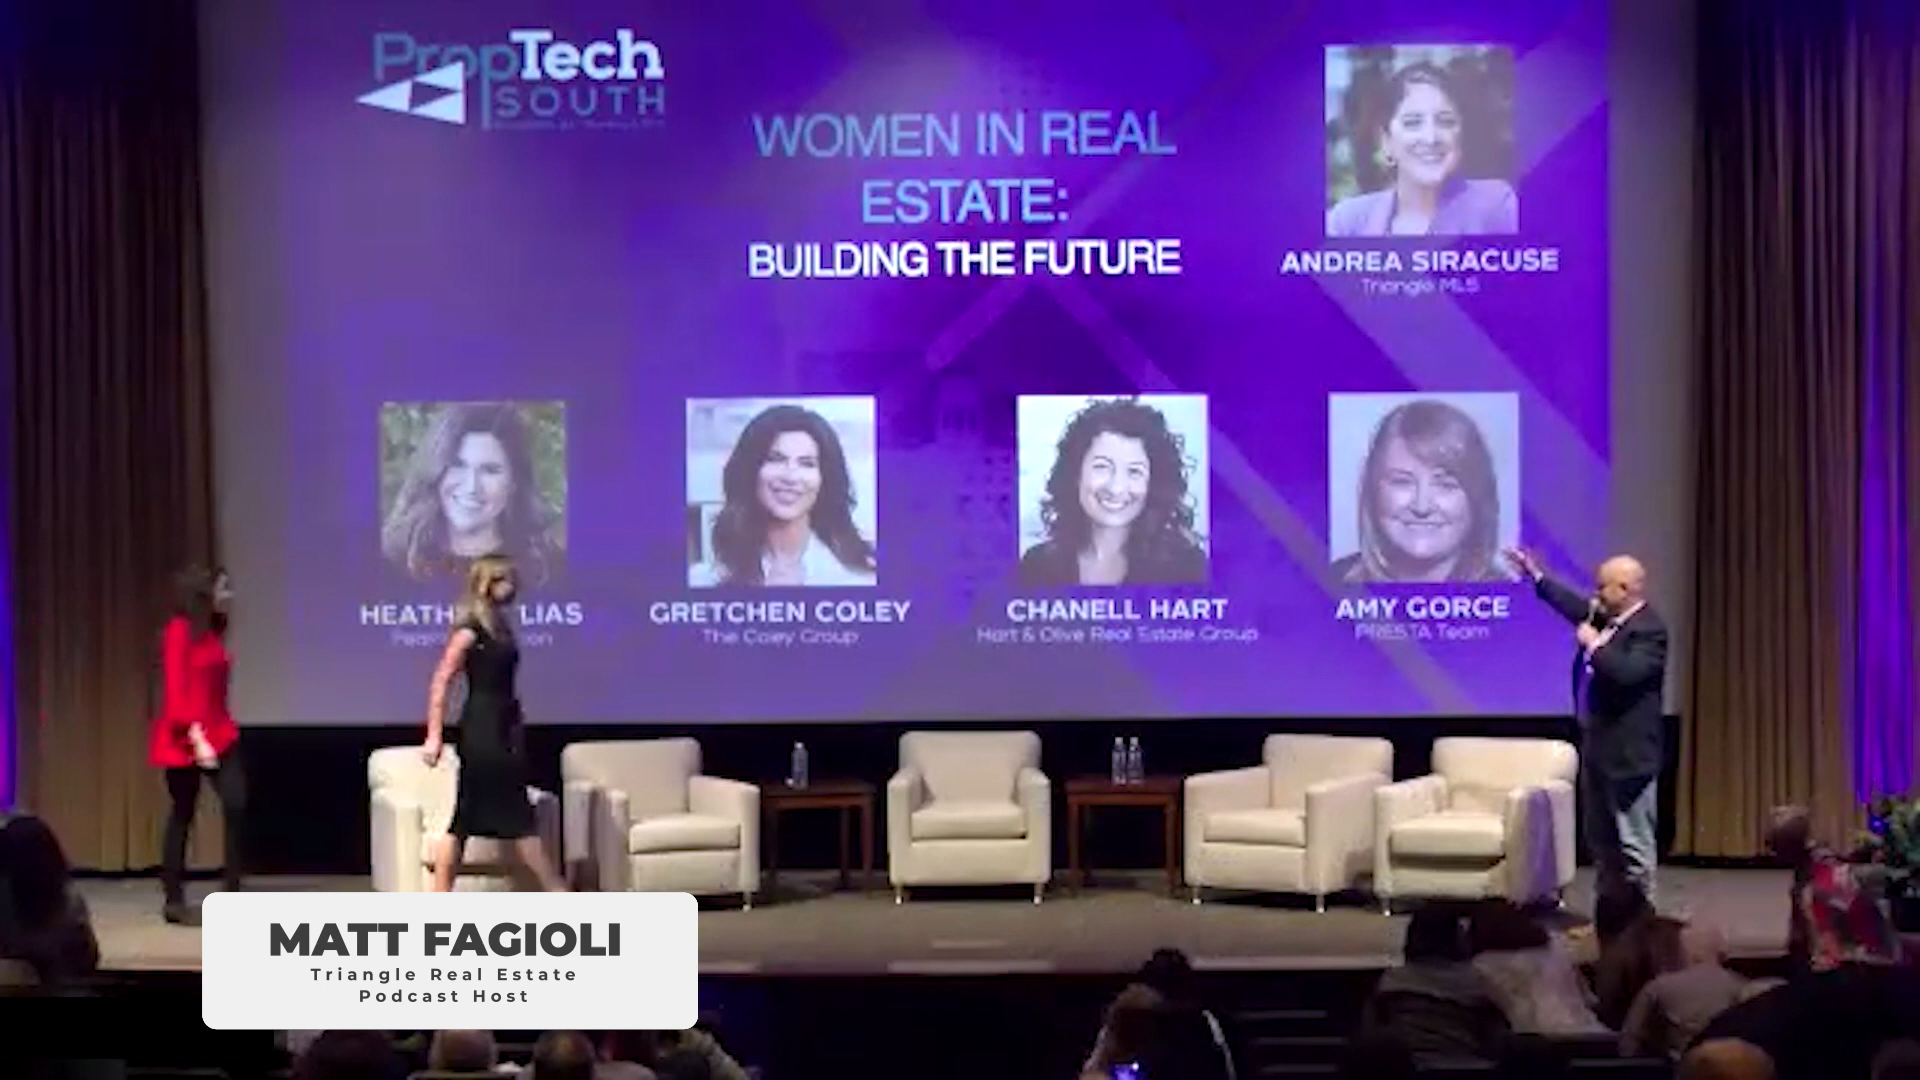 PropTech
SOUTH
WOMEN IN REAL
ESTATE:
BUILDING THE FUTURE
ANDREA SIRACUSE
Triangle MLS
GRETCHEN COLEY
The Coley Group
CHANELL HART
Hart & Olive Real Estate Group
AMY GORCE
PRESTA Team
MATT FAGIOLI
Triangle Real Estate
Podcast Host